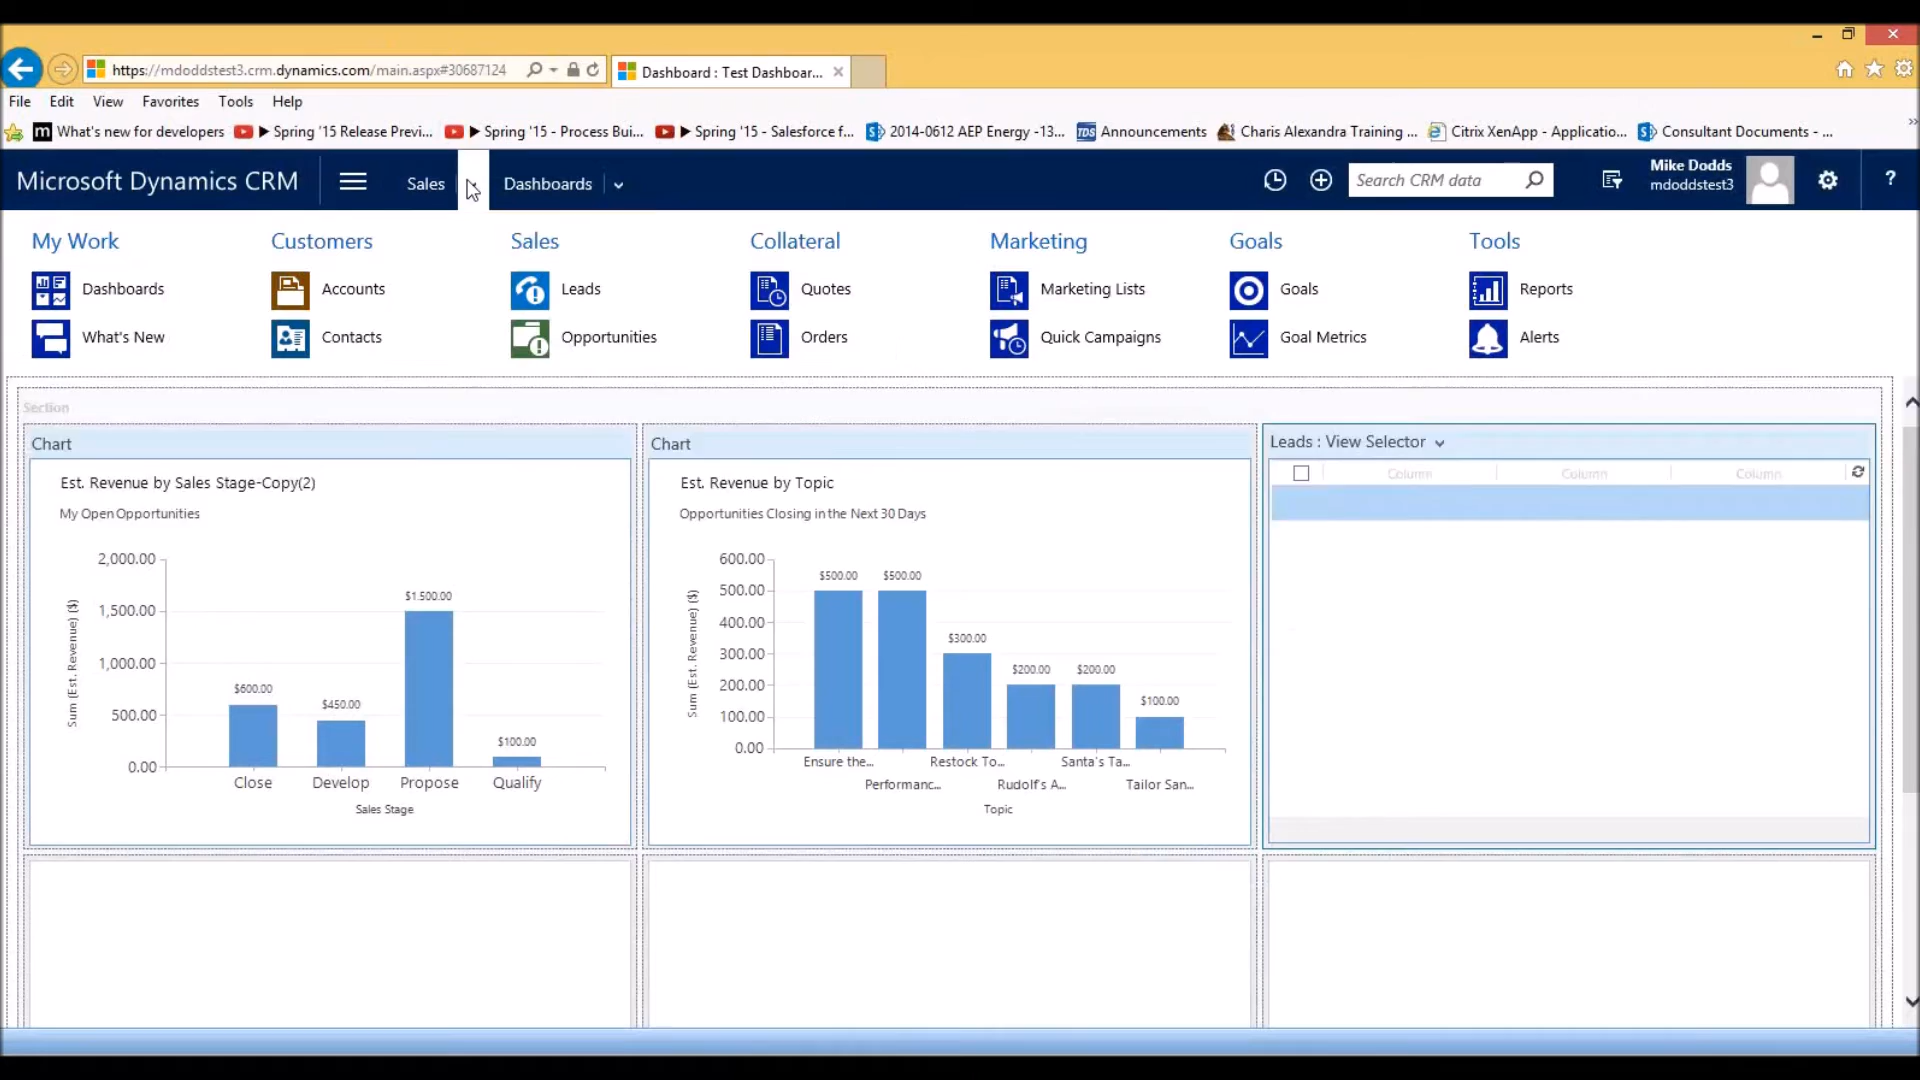 https://mdoddstest3.crm.dynamics.com/main.aspx#30687124
Dashboard : Test Dashboar...
File Edit View Favorites Tools Help
What's new for developers Spring '15 Release Previ... Spring '15 - Process Bui... Spring '15 - Salesforce f... 2014-0612 AEP Energy -13... TDS Announcements Charis Alexandra Training ... Citrix XenApp - Applicatio... Consultant Documents - ...
Microsoft Dynamics CRM Sales Dashboards Search CRM data Mike Dodds
mdoddstest3
?
My Work Customers Sales Collateral Marketing Goals Tools
Dashboards Accounts Leads Quotes Marketing Lists Goals Reports
What's New Contacts Opportunities Orders Quick Campaigns Goal Metrics Alerts
Section
Chart
Est. Revenue by Sales Stage-Copy(2)
My Open Opportunities
Sum (Est. Revenue) ($)
2,000.00
1,500.00
1,000.00
500.00
0.00
$600.00
$450.00
$1.500.00
$100.00
Close Develop Propose Qualify
Sales Stage
Chart
Est. Revenue by Topic
Opportunities Closing in the Next 30 Days
Sum (Est. Revenue) ($)
600.00
500.00
400.00
300.00
200.00
100.00
0.00
$500.00
$500.00
$300.00
$200.00
$200.00
$100.00
Ensure the... Restock To... Santa's Ta...
Performanc... Rudolf's A... Tailor San...
Topic
Leads : View Selector
Column Column Column